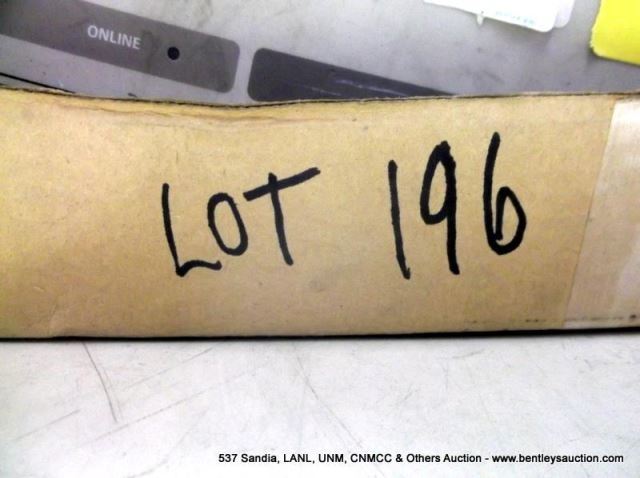 ONLINE
LOT 196
537 Sandia, LANL, UNM, CNMCC & Others Auction - www.bentleysauction.com